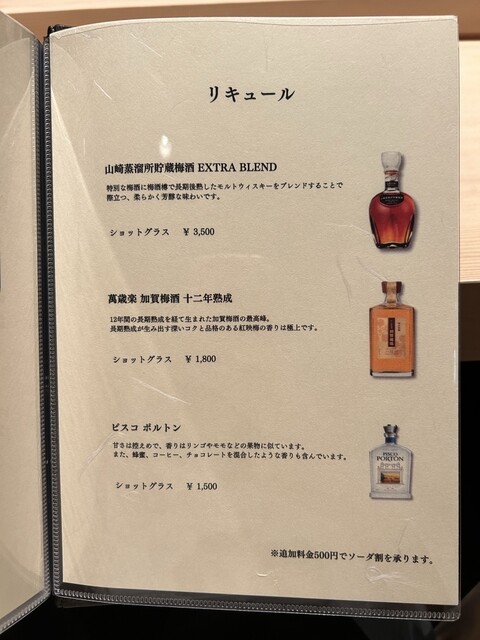 リキュール
山崎蒸溜所貯蔵梅酒 EXTRA BLEND
特別な梅酒に梅酒樽で長期後熟したモルトウィスキーをブレンドすることで
際立つ、柔らかく芳醇な味わいです。
ショットグラス ¥ 3,500
萬歳楽 加賀梅酒 十二年熟成
12年間の長期熟成を経て生まれた加賀梅酒の最高峰。
長期熟成が生み出す深いコクと品格のある紅映梅の香りは極上です。
ショットグラス ¥ 1,800
ピスコ ポルトン
甘さは控えめで、香りはリンゴやモモなどの果物に似ています。
また、蜂蜜、コーヒー、チョコレートを混合したような香りも含んでいます。
PISCO
PORTÓN
ショットグラス ¥ 1,500
※追加料金500円でソーダ割を承ります。